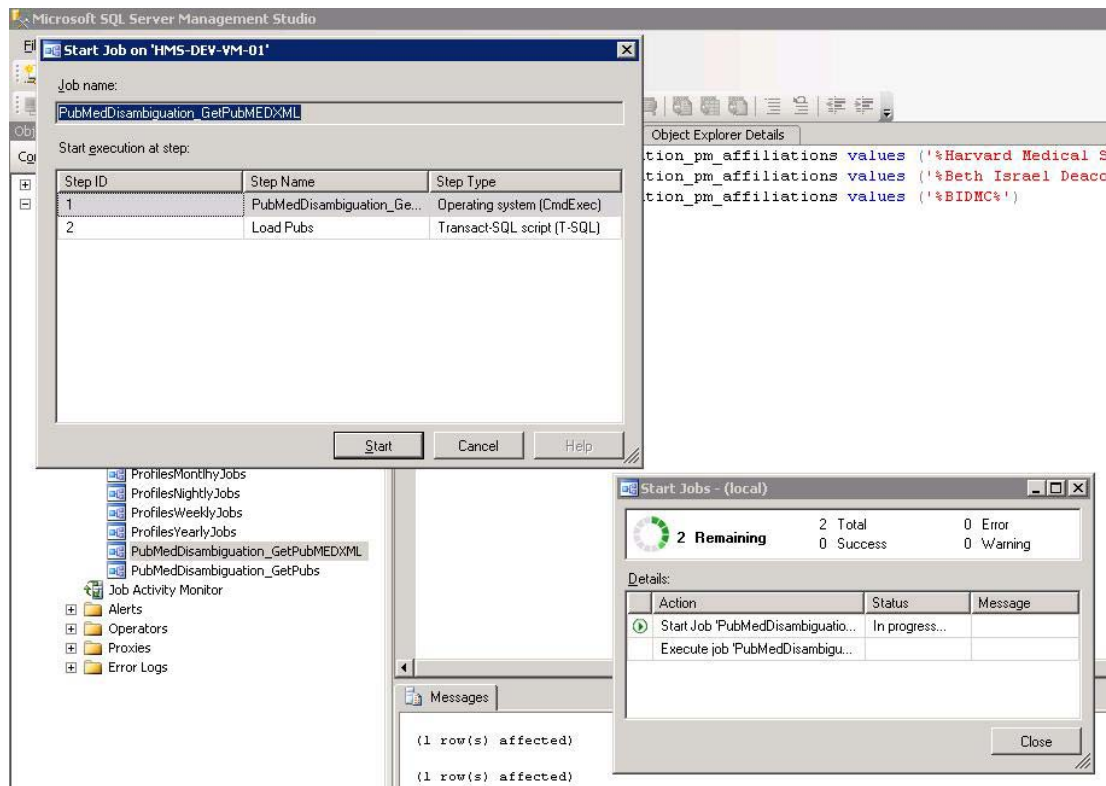 Microsoft SQL Server Management Studio
Start Job on 'HMS-DEV-VM-01'
Job name:
PubMedDisambiguation_GetPubMEDXML
Start execution at step:
Step ID Step Name Step Type
1 PubMedDisambiguation_Ge... Operating system (CmdExec)
2 Load Pubs Transact-SQL script (T-SQL)
Start Cancel Help
Object Explorer Details
tion_pm_affiliations values ('%Harvard Medical S
tion_pm_affiliations values ('%Beth Israel Deaco
tion_pm_affiliations values ('%BIDMC%')
ProfilesMontlhyJobs
ProfilesNightlyJobs
ProfilesWeeklyJobs
ProfilesYearlyJobs
PubMedDisambiguation_GetPubMEDXML
PubMedDisambiguation_GetPubs
Job Activity Monitor
Alerts
Operators
Proxies
Error Logs
Start Jobs - (local)
2 Remaining
2 Total 0 Error
0 Success 0 Warning
Details:
Action Status Message
Start Job 'PubMedDisambiguatio... In progress...
Execute job 'PubMedDisambigu...
Close
Messages
(1 row(s) affected)
(1 row(s) affected)